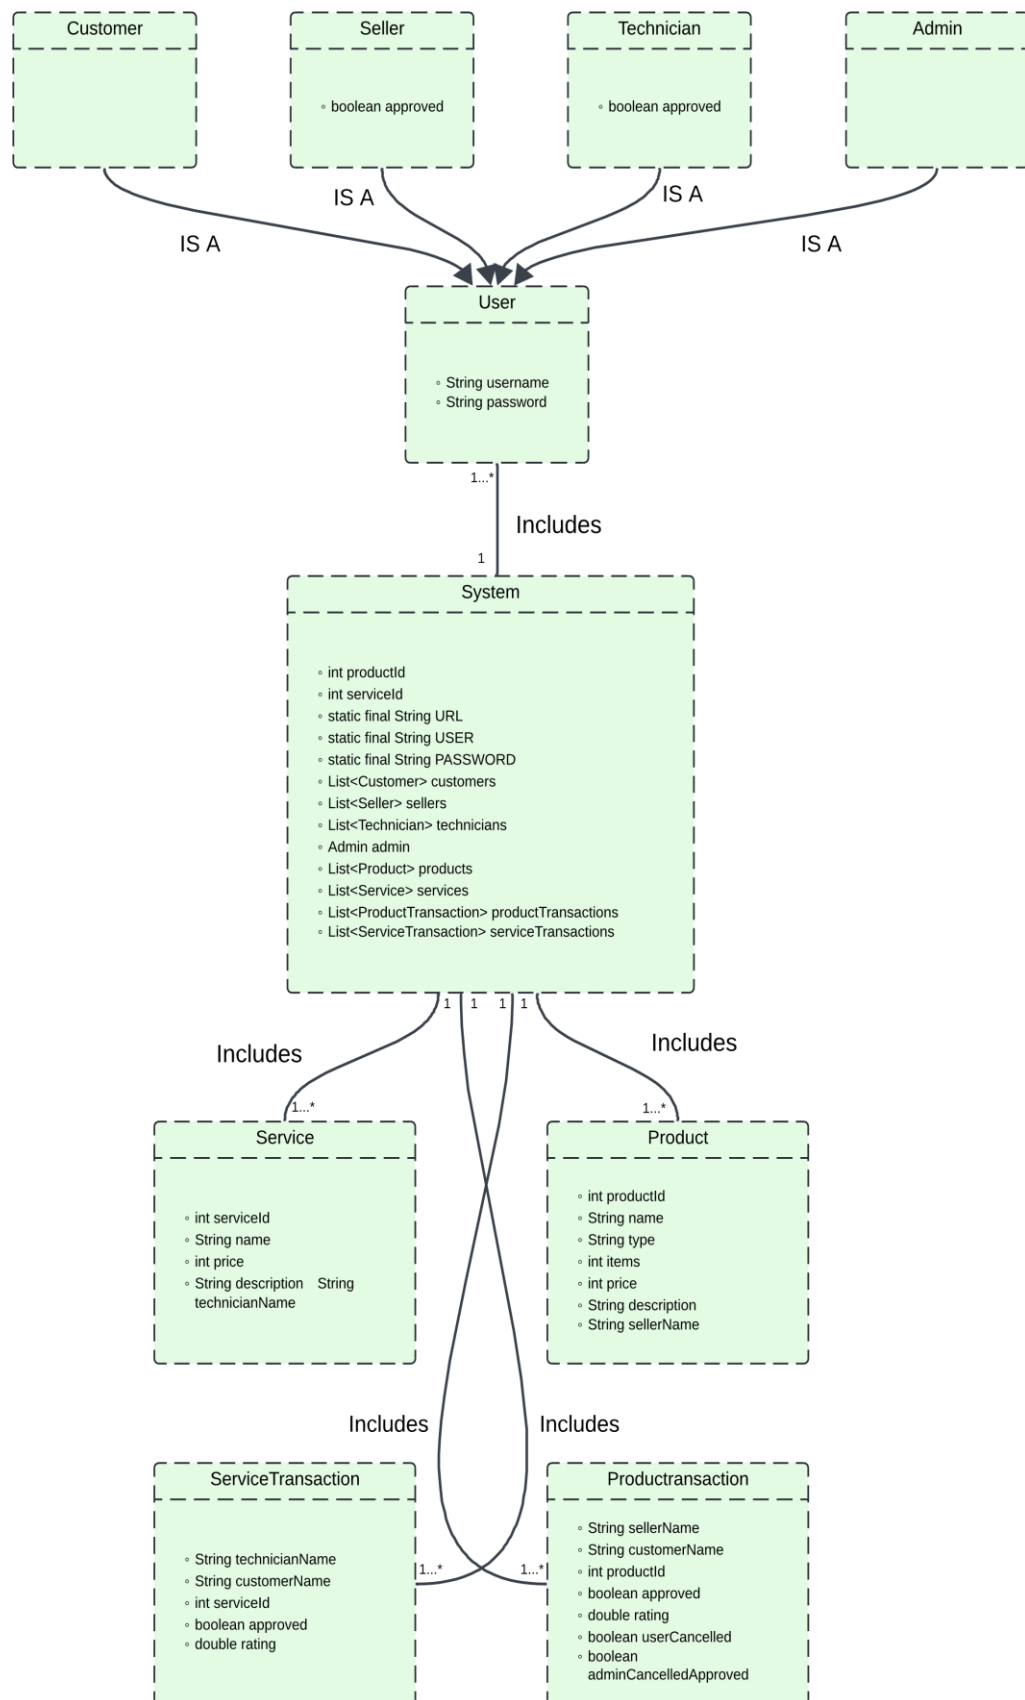 Customer
Seller
Technician
Admin
boolean approved
boolean approved
IS A
IS A
IS A
IS A
User
String username
String password
1...*
Includes
1
System
int productId
int serviceId
static final String URL
static final String USER
static final String PASSWORD
List<Customer> customers
List<Seller> sellers
List<Technician> technicians
Admin admin
List<Product> products
List<Service> services
List<ProductTransaction> productTransactions
List<ServiceTransaction> serviceTransactions
1
1
1
1
Includes
Includes
1...*
1...*
Service
int serviceId
String name
int price
String description String
technicianName
Product
int productId
String name
String type
int items
int price
String description
String sellerName
Includes
Includes
ServiceTransaction
String technicianName
String customerName
int serviceId
boolean approved
double rating
1...*
1...*
Productransaction
String sellerName
String customerName
int productId
boolean approved
double rating
boolean userCancelled
boolean
adminCancelledApproved